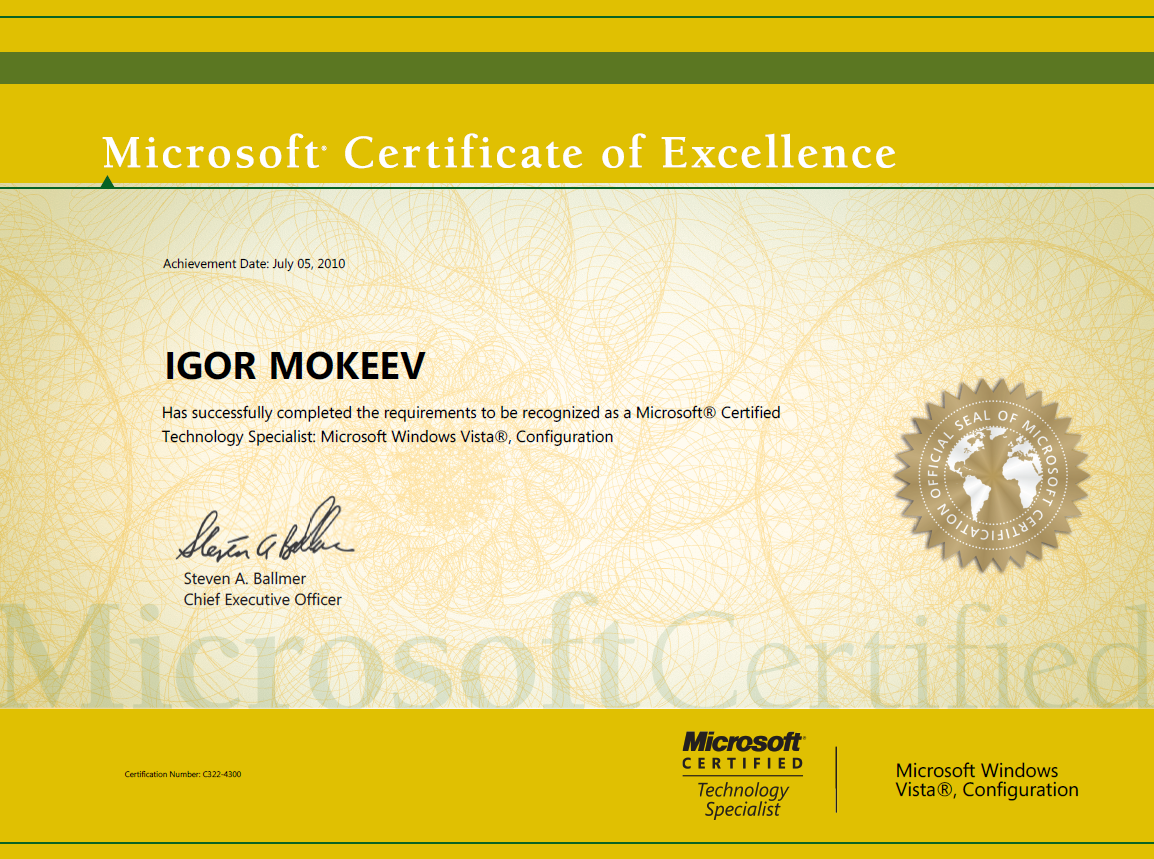 Microsoft® Certificate of Excellence
Achievement Date: July 05, 2010
IGOR MOKEEV
Has successfully completed the requirements to be recognized as a Microsoft® Certified
Technology Specialist: Microsoft Windows Vista®, Configuration
OFFICIAL SEAL OF MICROSOFT CERTIFICATION
Steven A Ballmer
Steven A. Ballmer
Chief Executive Officer
MicrosoftCertified
Certification Number: C322-4300
Microsoft®
CERTIFIED
Technology
Specialist
Microsoft Windows
Vista®, Configuration